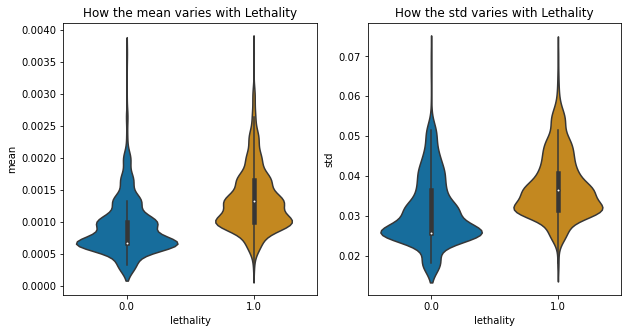 How the mean varies with Lethality
0.0040
0.0035
0.0030
0.0025
0.0020
0.0015
0.0010
0.0005
0.0000
mean
0.0 1.0
lethality
How the std varies with Lethality
0.07
0.06
0.05
0.04
0.03
0.02
std
0.0 1.0
lethality